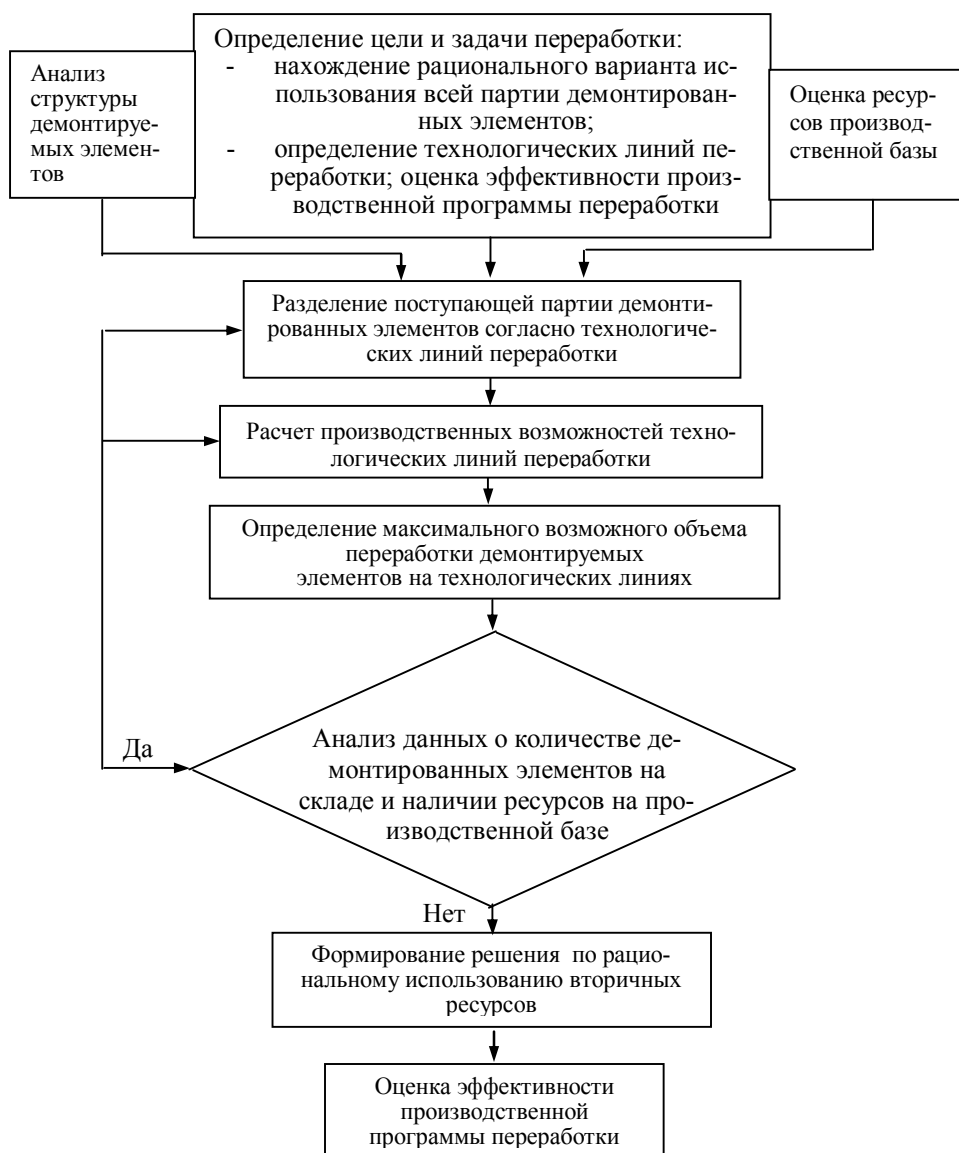 Определение цели и задачи переработки:
- нахождение рационального варианта ис-
пользования всей партии демонтирован-
ных элементов;
- определение технологических линий пе-
реработки; оценка эффективности произ-
водственной программы переработки
Анализ
структуры
демонтируе-
мых элемен-
тов
Оценка ресур-
сов производ-
ственной базы
Разделение поступающей партии демонти-
рованных элементов согласно технологиче-
ских линий переработки
Расчет производственных возможностей техно-
логических линий переработки
Определение максимального возможного объема
переработки демонтируемых
элементов на технологических линиях
Да
Анализ данных о количестве де-
монтированных элементов на
складе и наличии ресурсов на про-
изводственной базе
Нет
Формирование решения по рацио-
нальному использованию вторичных
ресурсов
Оценка эффективности
производственной
программы переработки